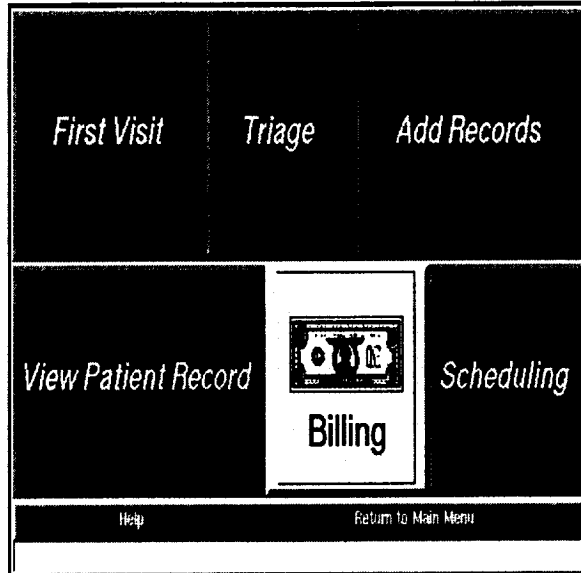 First Visit
Triage
Add Records
View Patient Record
Billing
Scheduling
Help
Return to Main Menu